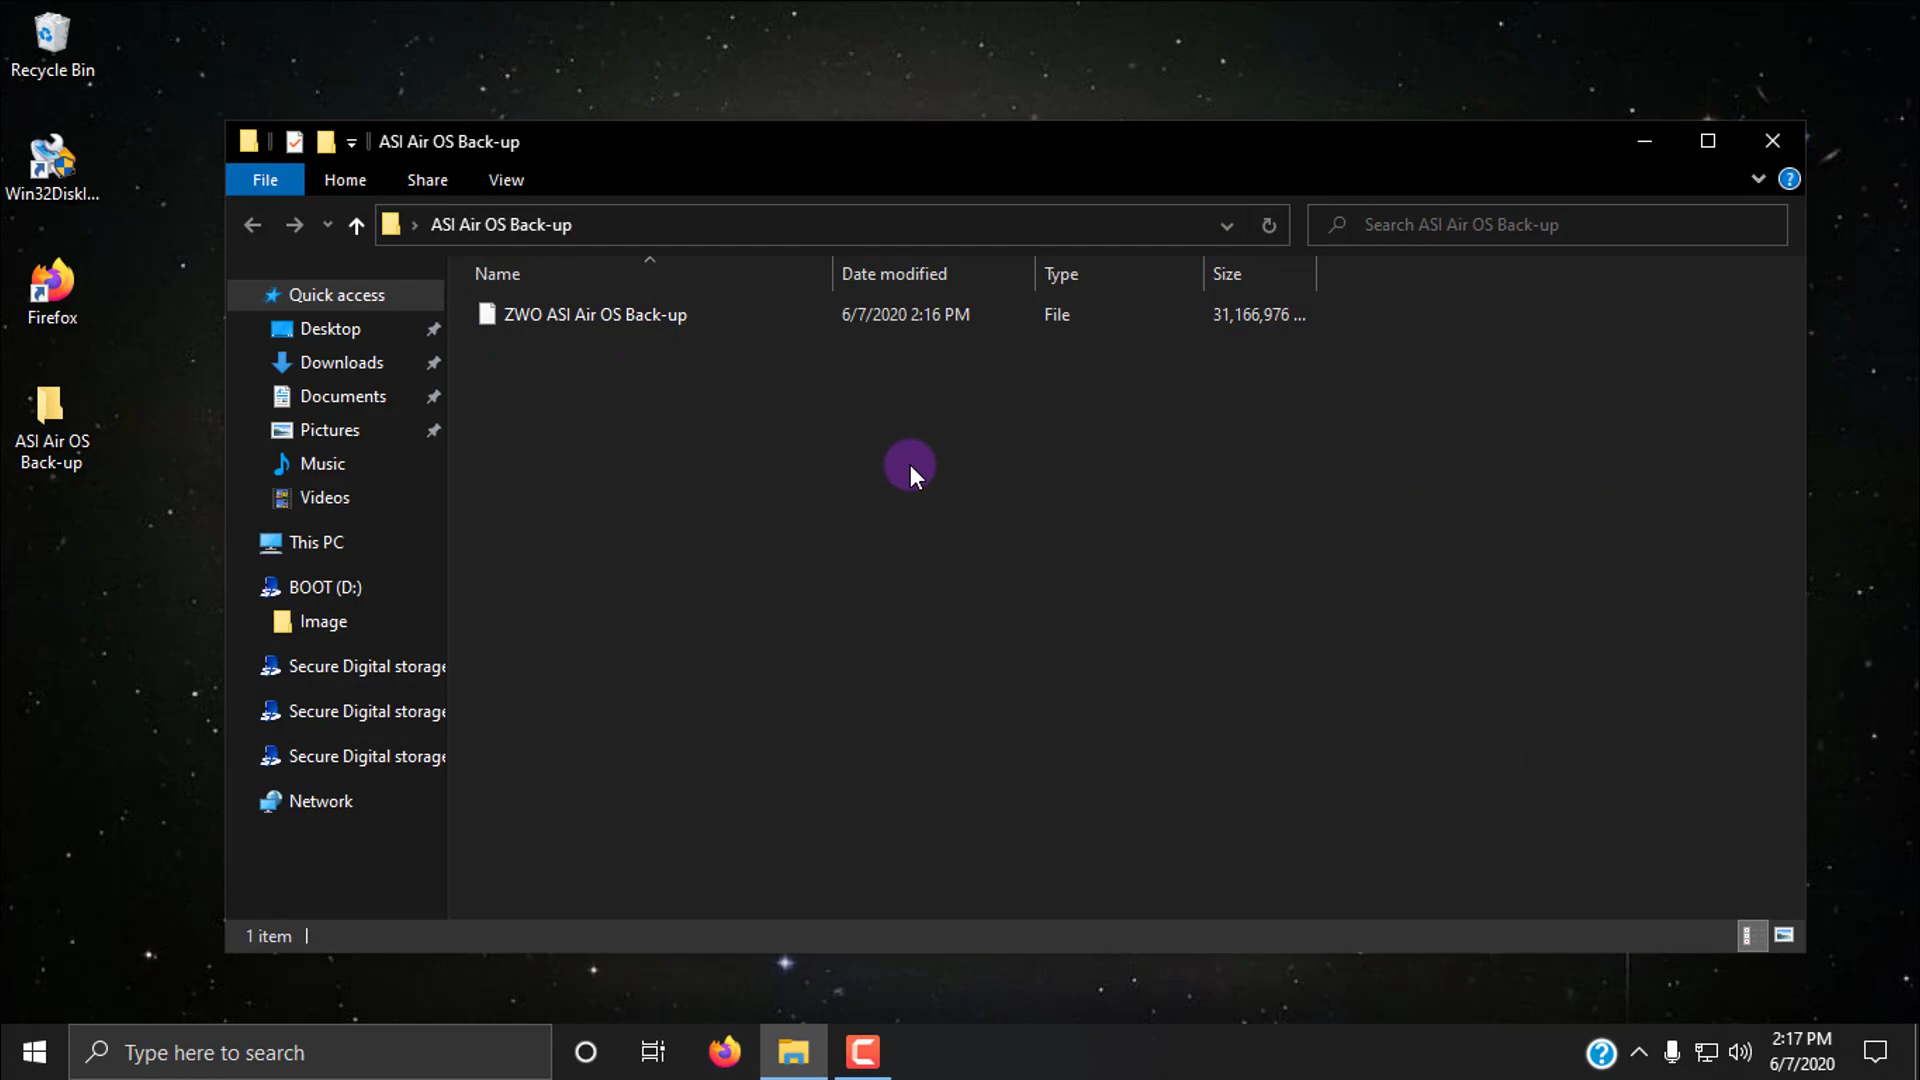 Recycle Bin
Win32DiskI...
Firefox
ASI Air OS
Back-up
ASI Air OS Back-up
File Home Share View
ASI Air OS Back-up
Search ASI Air OS Back-up
Name Date modified Type Size
ZWO ASI Air OS Back-up 6/7/2020 2:16 PM File 31,166,976 ...
Quick access
Desktop
Downloads
Documents
Pictures
Music
Videos
This PC
BOOT (D:)
Image
Secure Digital storage
Secure Digital storage
Secure Digital storage
Network
1 item
Type here to search
2:17 PM
6/7/2020